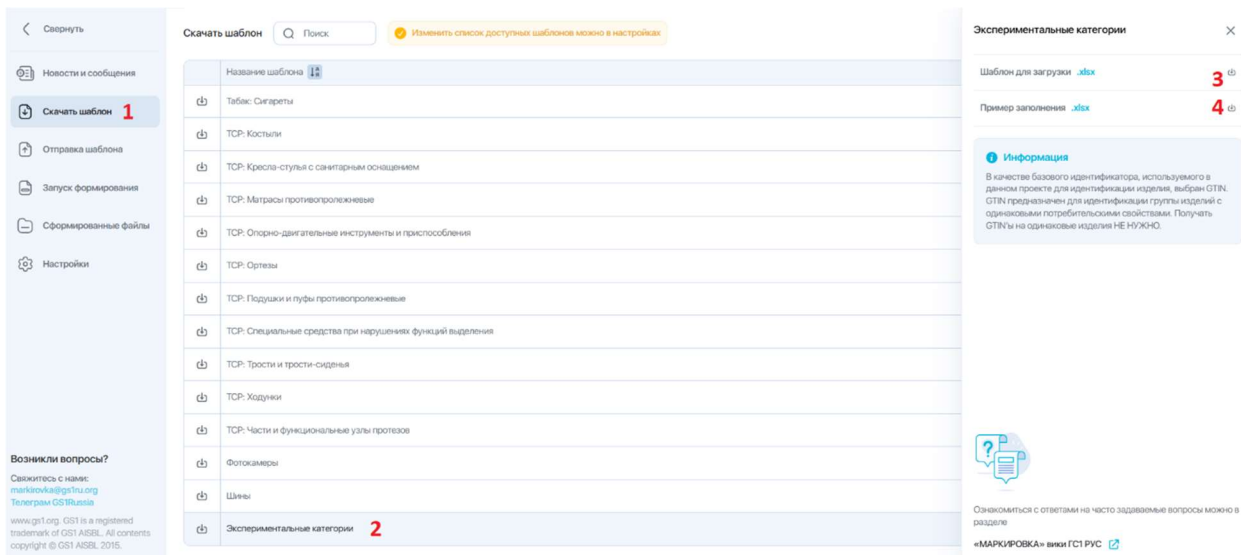 Свернуть
Новости и сообщения
Скачать шаблон 1
Отправка шаблона
Запуск формирования
Сформированные файлы
Настройки
Возникли вопросы?
Свяжитесь с нами:
markirovka@gs1ru.org
Телеграм GS1Russia
www.gs1.org. GS1 is a registered
trademark of GS1 AISBL. All contents
copyright © GS1 AISBL 2015.
Скачать шаблон
Поиск
Изменить список доступных шаблонов можно в настройках
Название шаблона
Табак: Сигареты
ТСР: Костыли
ТСР: Кресла-стулья с санитарным оснащением
ТСР: Матрасы противопролежневые
ТСР: Опорно-двигательные инструменты и приспособления
ТСР: Ортезы
ТСР: Подушки и пуфы противопролежневые
ТСР: Специальные средства при нарушениях функций выделения
ТСР: Трости и трости-сиденья
ТСР: Ходунки
ТСР: Части и функциональные узлы протезов
Фотокамеры
Шины
Экспериментальные категории 2
Экспериментальные категории
Шаблон для загрузки .xlsx 3
Пример заполнения .xlsx 4
Информация
В качестве базового идентификатора, используемого в
данном проекте для идентификации изделия, выбран GTIN.
GTIN предназначен для идентификации группы изделий с
одинаковыми потребительскими свойствами. Получать
GTIN'ы на одинаковые изделия НЕ НУЖНО.
Ознакомиться с ответами на часто задаваемые вопросы можно в
разделе
«МАРКИРОВКА» вики ГС1 РУС